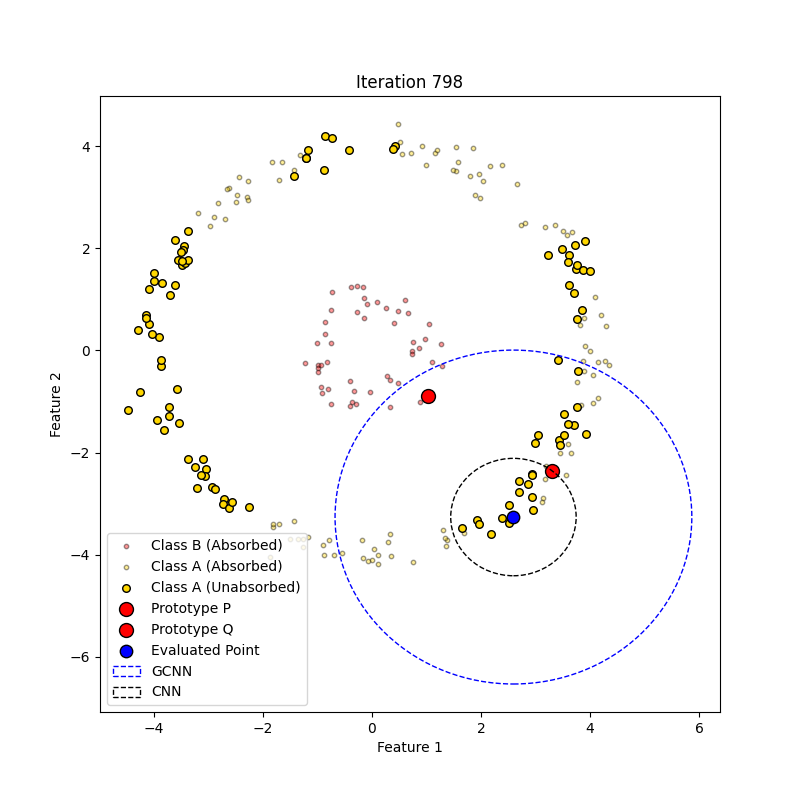 Iteration 798
Feature 2
4
2
0
−2
−4
−6
Class B (Absorbed)
Class A (Absorbed)
Class A (Unabsorbed)
Prototype P
Prototype Q
Evaluated Point
GCNN
CNN
−4 −2 0 2 4 6
Feature 1